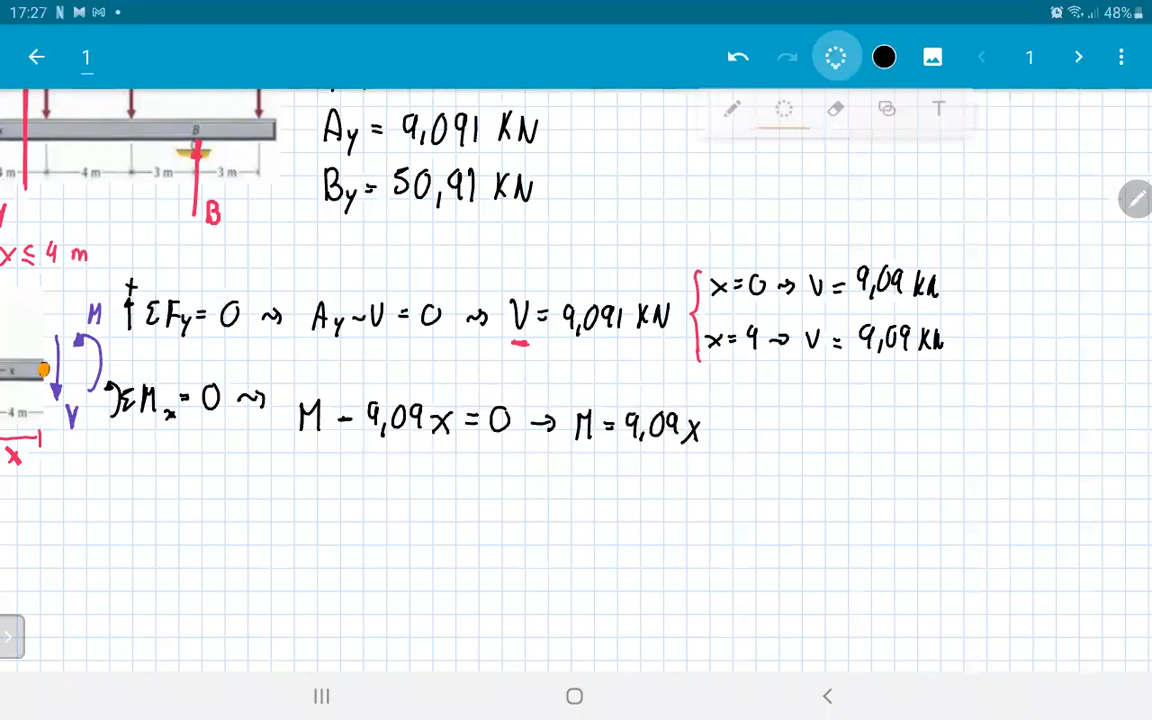 17:27 N 48%
1 1
T
B
m 4 m 3 m 3 m
B
Ay = 9,091 KN
By = 50,91 KN
x ≤ 4 m
M
+
↑ ΣFy = 0 ⇝ Ay - V = 0 ⇝ V = 9,091 KN
x = 0 ⇝ V = 9,09 KN
x = 4 → V = 9,09 KN
V
ΣMx = 0 ⇝ M - 9,09x = 0 → M = 9,09x
4 m
x